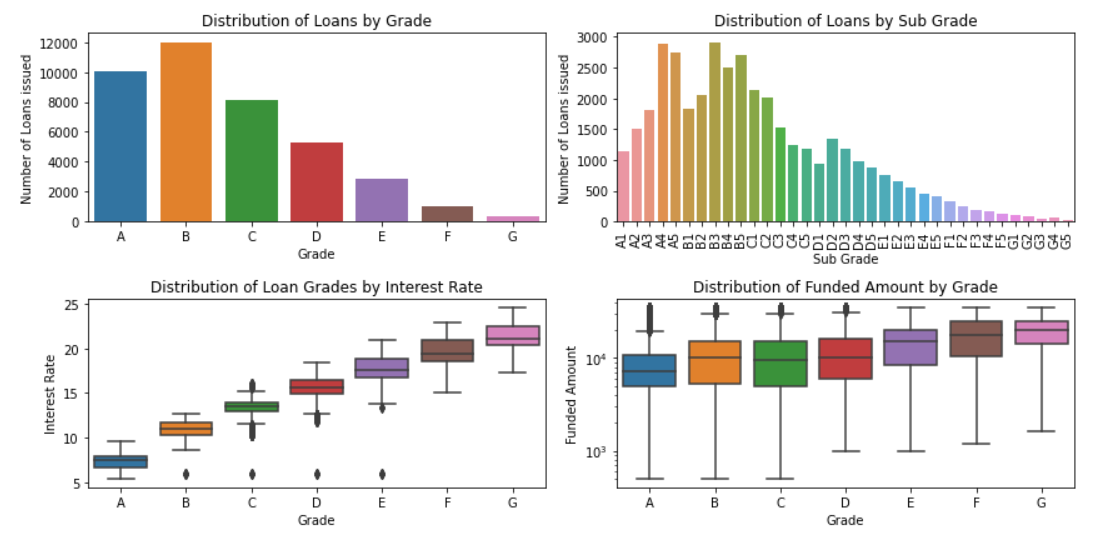 Distribution of Loans by Grade
Number of Loans issued
12000
10000
8000
6000
4000
2000
0
A B C D E F G
Grade
Distribution of Loans by Sub Grade
Number of Loans issued
3000
2500
2000
1500
1000
500
0
A1 A2 A3 A4 A5 B1 B2 B3 B4 B5 C1 C2 C3 C4 C5 D1 D2 D3 D4 D5 E1 E2 E3 E4 E5 F1 F2 F3 F4 F5 G1 G2 G3 G4 G5
Sub Grade
Distribution of Loan Grades by Interest Rate
Interest Rate
25
20
15
10
5
A B C D E F G
Grade
Distribution of Funded Amount by Grade
Funded Amount
10⁴
10³
A B C D E F G
Grade